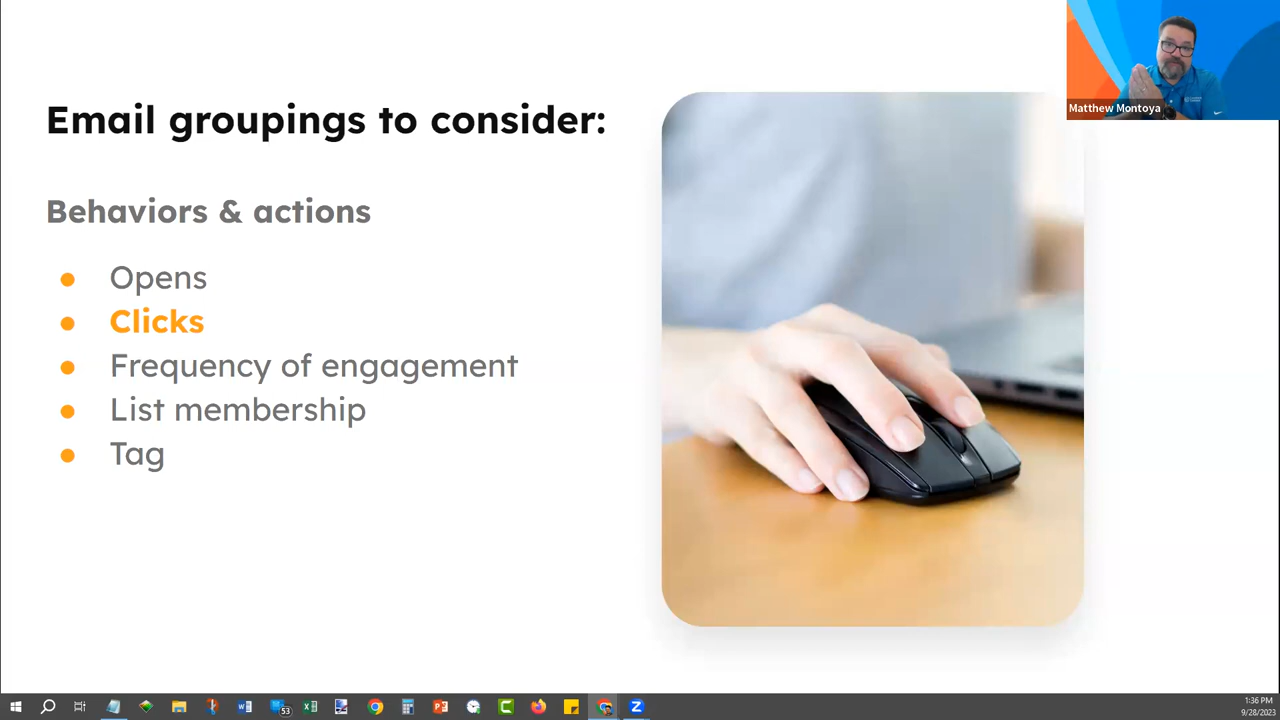 Email groupings to consider:
Behaviors & actions
Opens
Clicks
Frequency of engagement
List membership
Tag
Matthew Montoya
53
1:36 PM
9/28/2023